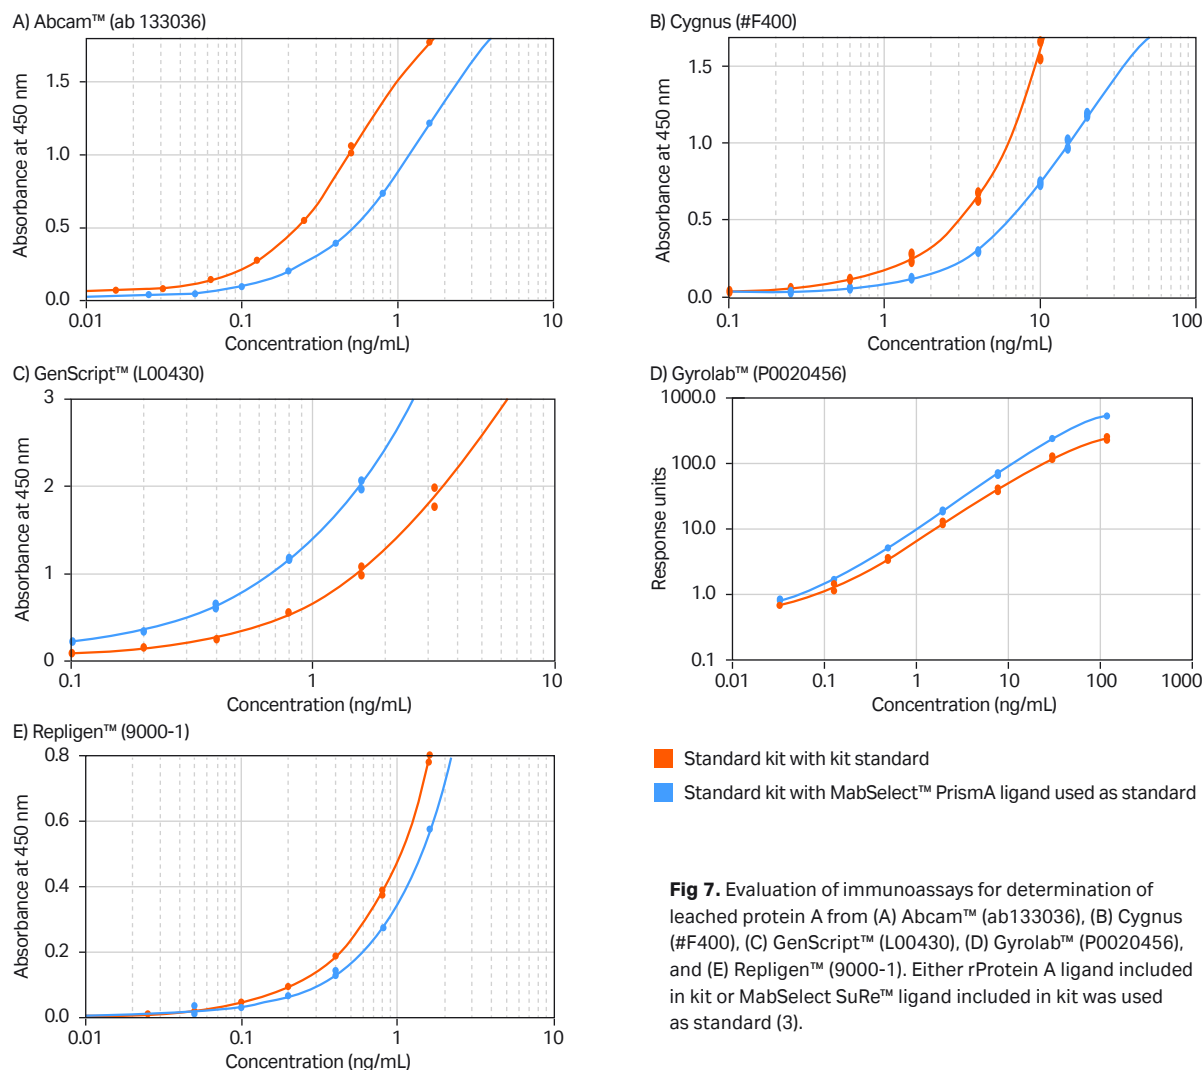 A) Abcam™ (ab 133036)
Absorbance at 450 nm
1.5
1.0
0.5
0.0
0.01
0.1
1
10
Concentration (ng/mL)
B) Cygnus (#F400)
Absorbance at 450 nm
1.5
1.0
0.5
0.0
0.1
1
10
100
Concentration (ng/mL)
C) GenScript™ (L00430)
Absorbance at 450 nm
3
2
1
0
0.1
1
10
Concentration (ng/mL)
D) Gyrolab™ (P0020456)
Response units
1000.0
100.0
10.0
1.0
0.1
0.01
0.1
1
10
100
1000
Concentration (ng/mL)
E) Repligen™ (9000-1)
Absorbance at 450 nm
0.8
0.6
0.4
0.2
0.0
0.01
0.1
1
10
Concentration (ng/mL)
Standard kit with kit standard
Standard kit with MabSelect™ PrismA ligand used as standard
Fig 7. Evaluation of immunoassays for determination of
leached protein A from (A) Abcam™ (ab133036), (B) Cygnus
(#F400), (C) GenScript™ (L00430), (D) Gyrolab™ (P0020456),
and (E) Repligen™ (9000-1). Either rProtein A ligand included
in kit or MabSelect SuRe™ ligand included in kit was used
as standard (3).